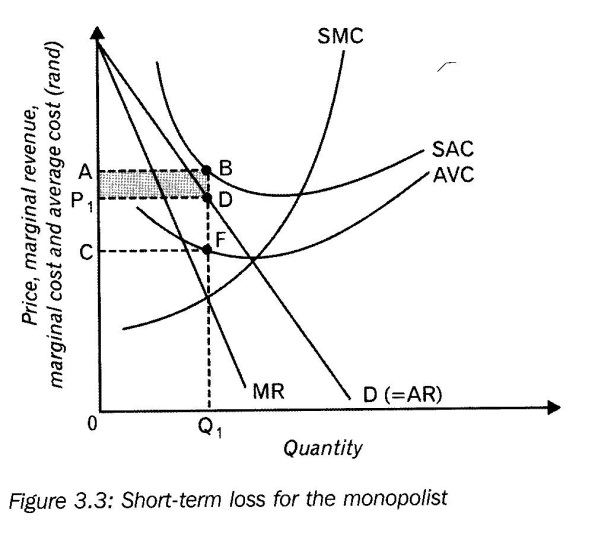 Price, marginal revenue,
marginal cost and average cost (rand)
SMC
SAC
AVC
A
B
P1
D
C
F
MR
D (=AR)
0
Q1
Quantity
Figure 3.3: Short-term loss for the monopolist